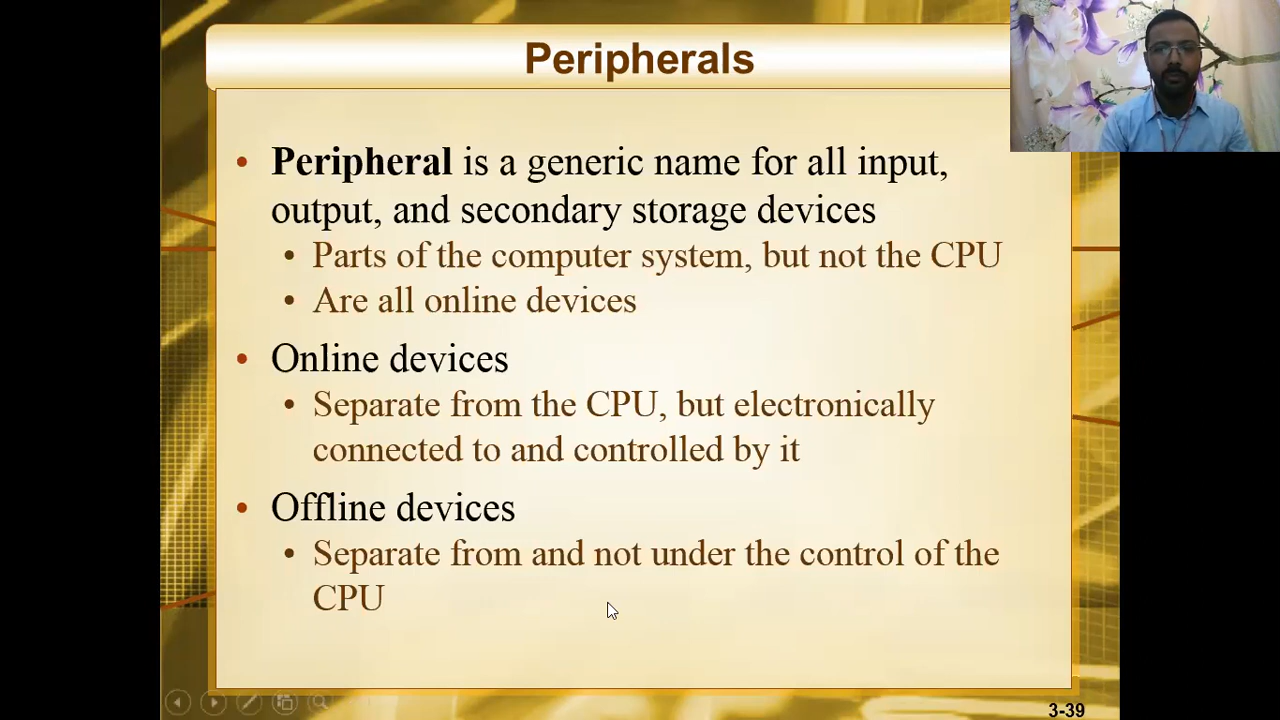 Peripherals
• Peripheral is a generic name for all input,
output, and secondary storage devices
• Parts of the computer system, but not the CPU
• Are all online devices
• Online devices
• Separate from the CPU, but electronically
connected to and controlled by it
• Offline devices
• Separate from and not under the control of the
CPU
3-39